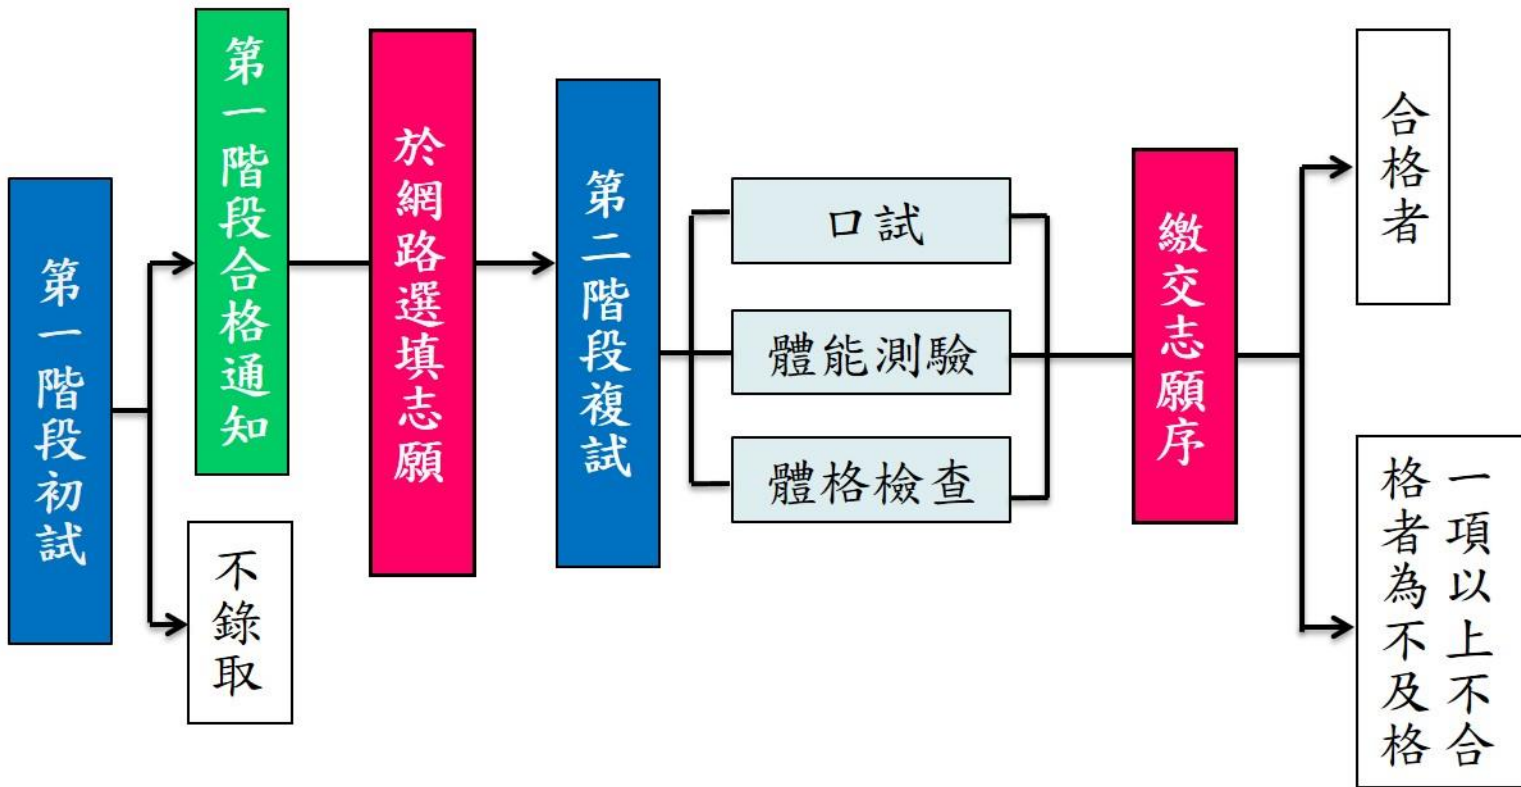 第一階段初試
第一階段合格通知
不錄取
於網路選填志願
第二階段複試
口試
體能測驗
體格檢查
繳交志願序
合格者
一項以上不合
格者為不及格